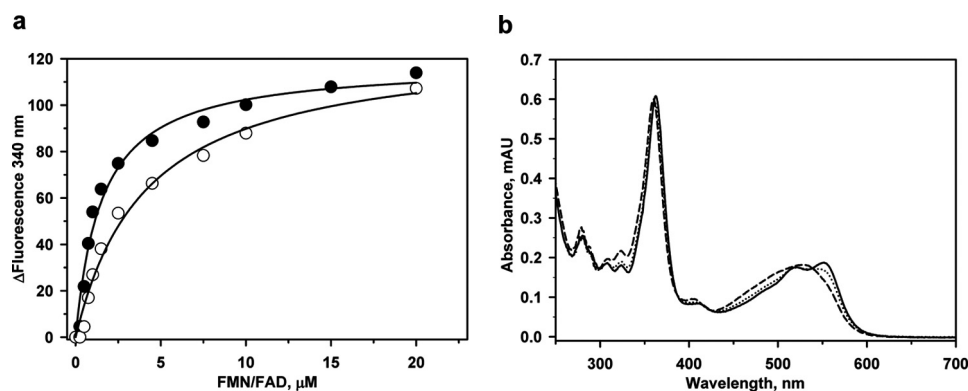 a
120
100
80
60
40
20
0
ΔFluorescence 340 nm
0 5 10 15 20
FMN/FAD, μM
b
0.7
0.6
0.5
0.4
0.3
0.2
0.1
0.0
Absorbance, mAU
300 400 500 600 700
Wavelength, nm